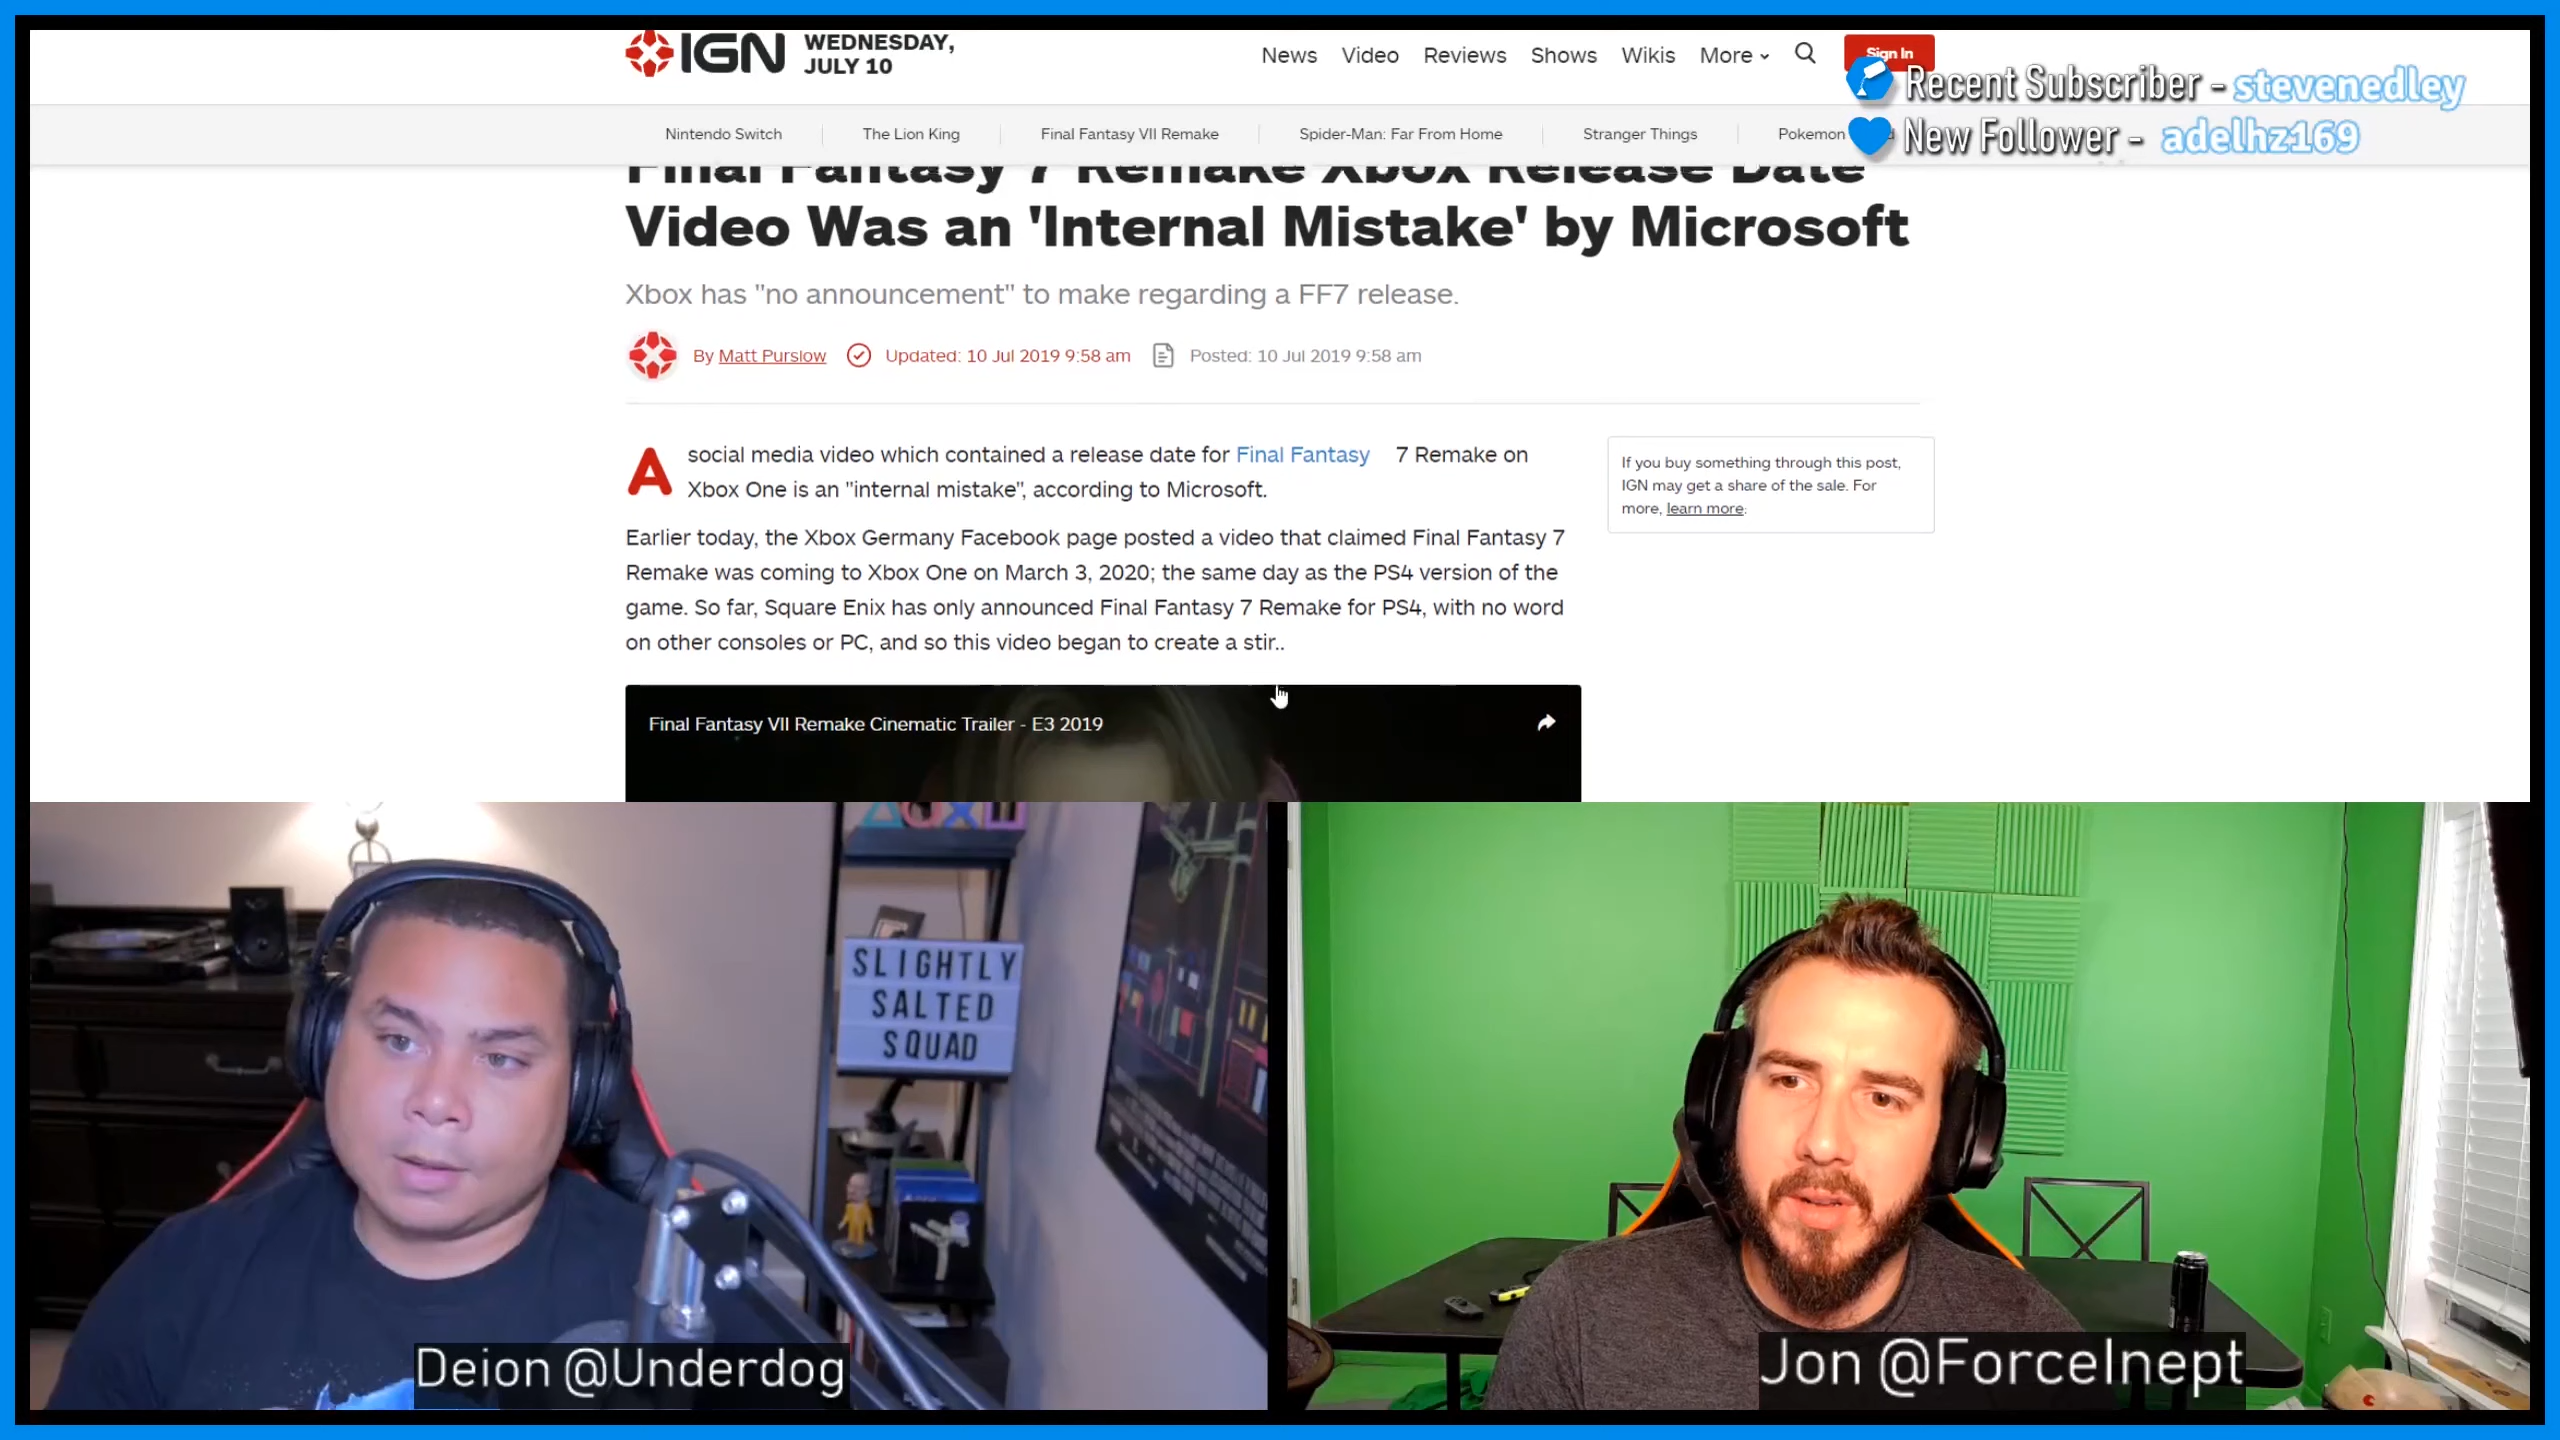 IGN
WEDNESDAY,
JULY 10
News Video Reviews Shows Wikis More
Sign In
Recent Subscriber - stevenedley
New Follower - adelhz169
Nintendo Switch The Lion King Final Fantasy VII Remake Spider-Man: Far From Home Stranger Things Pokemon
Final Fantasy 7 Remake Xbox Release Date
Video Was an 'Internal Mistake' by Microsoft
Xbox has "no announcement" to make regarding a FF7 release.
By Matt Purslow Updated: 10 Jul 2019 9:58 am Posted: 10 Jul 2019 9:58 am
A social media video which contained a release date for Final Fantasy 7 Remake on
Xbox One is an "internal mistake", according to Microsoft.
If you buy something through this post,
IGN may get a share of the sale. For
more, learn more.
Earlier today, the Xbox Germany Facebook page posted a video that claimed Final Fantasy 7
Remake was coming to Xbox One on March 3, 2020; the same day as the PS4 version of the
game. So far, Square Enix has only announced Final Fantasy 7 Remake for PS4, with no word
on other consoles or PC, and so this video began to create a stir..
Final Fantasy VII Remake Cinematic Trailer - E3 2019
SLIGHTLY
SALTED
SQUAD
Deion @Underdog
Jon @ForceInept